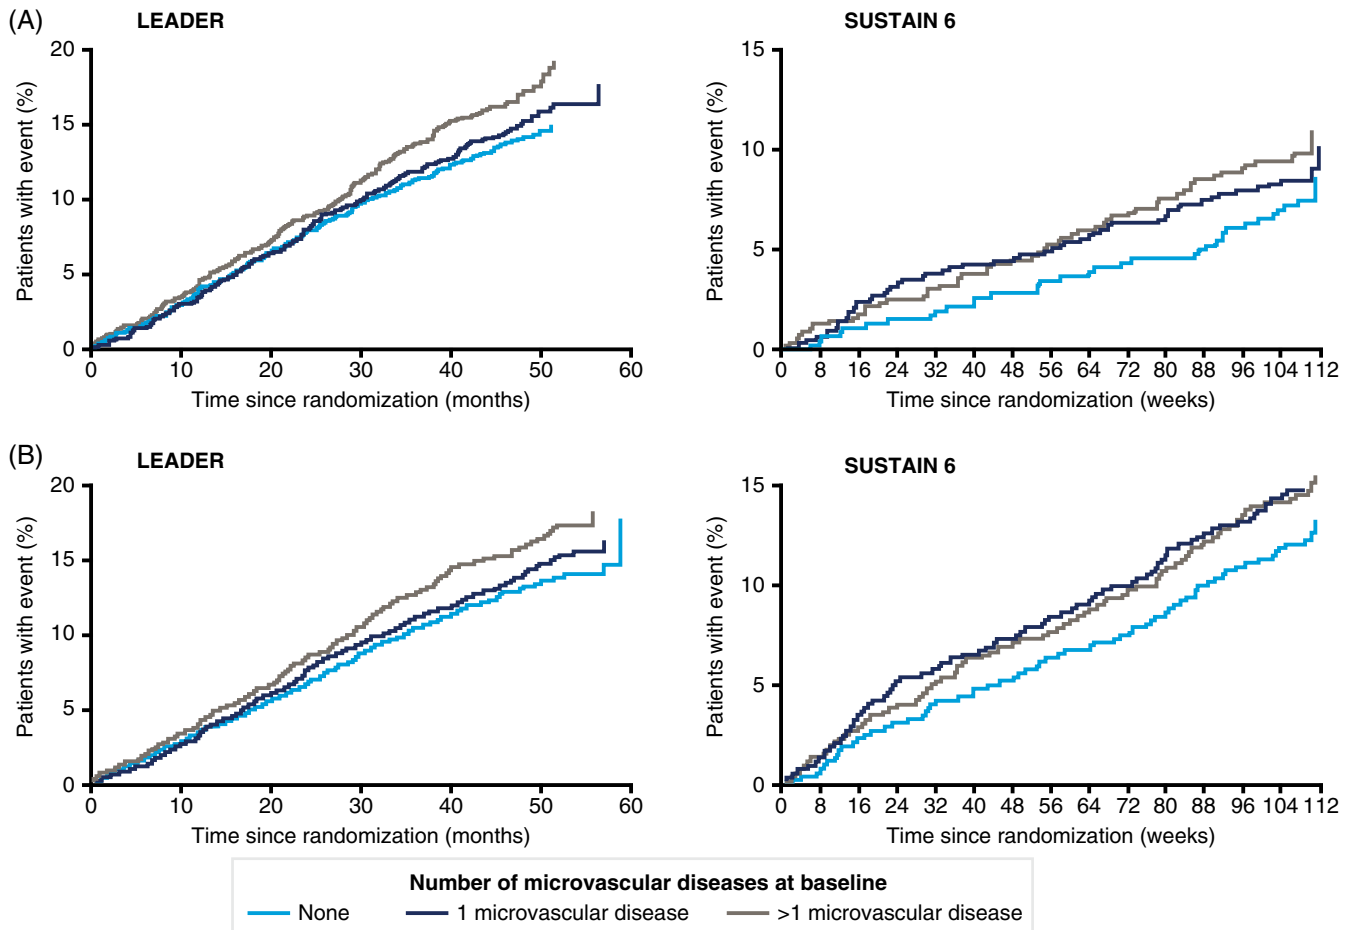 (A)
LEADER
Patients with event (%)
20
15
10
5
0
0 10 20 30 40 50 60
Time since randomization (months)
SUSTAIN 6
Patients with event (%)
15
10
5
0
0 8 16 24 32 40 48 56 64 72 80 88 96 104 112
Time since randomization (weeks)
(B)
LEADER
Patients with event (%)
20
15
10
5
0
0 10 20 30 40 50 60
Time since randomization (months)
SUSTAIN 6
Patients with event (%)
15
10
5
0
0 8 16 24 32 40 48 56 64 72 80 88 96 104 112
Time since randomization (weeks)
Number of microvascular diseases at baseline
None 1 microvascular disease >1 microvascular disease